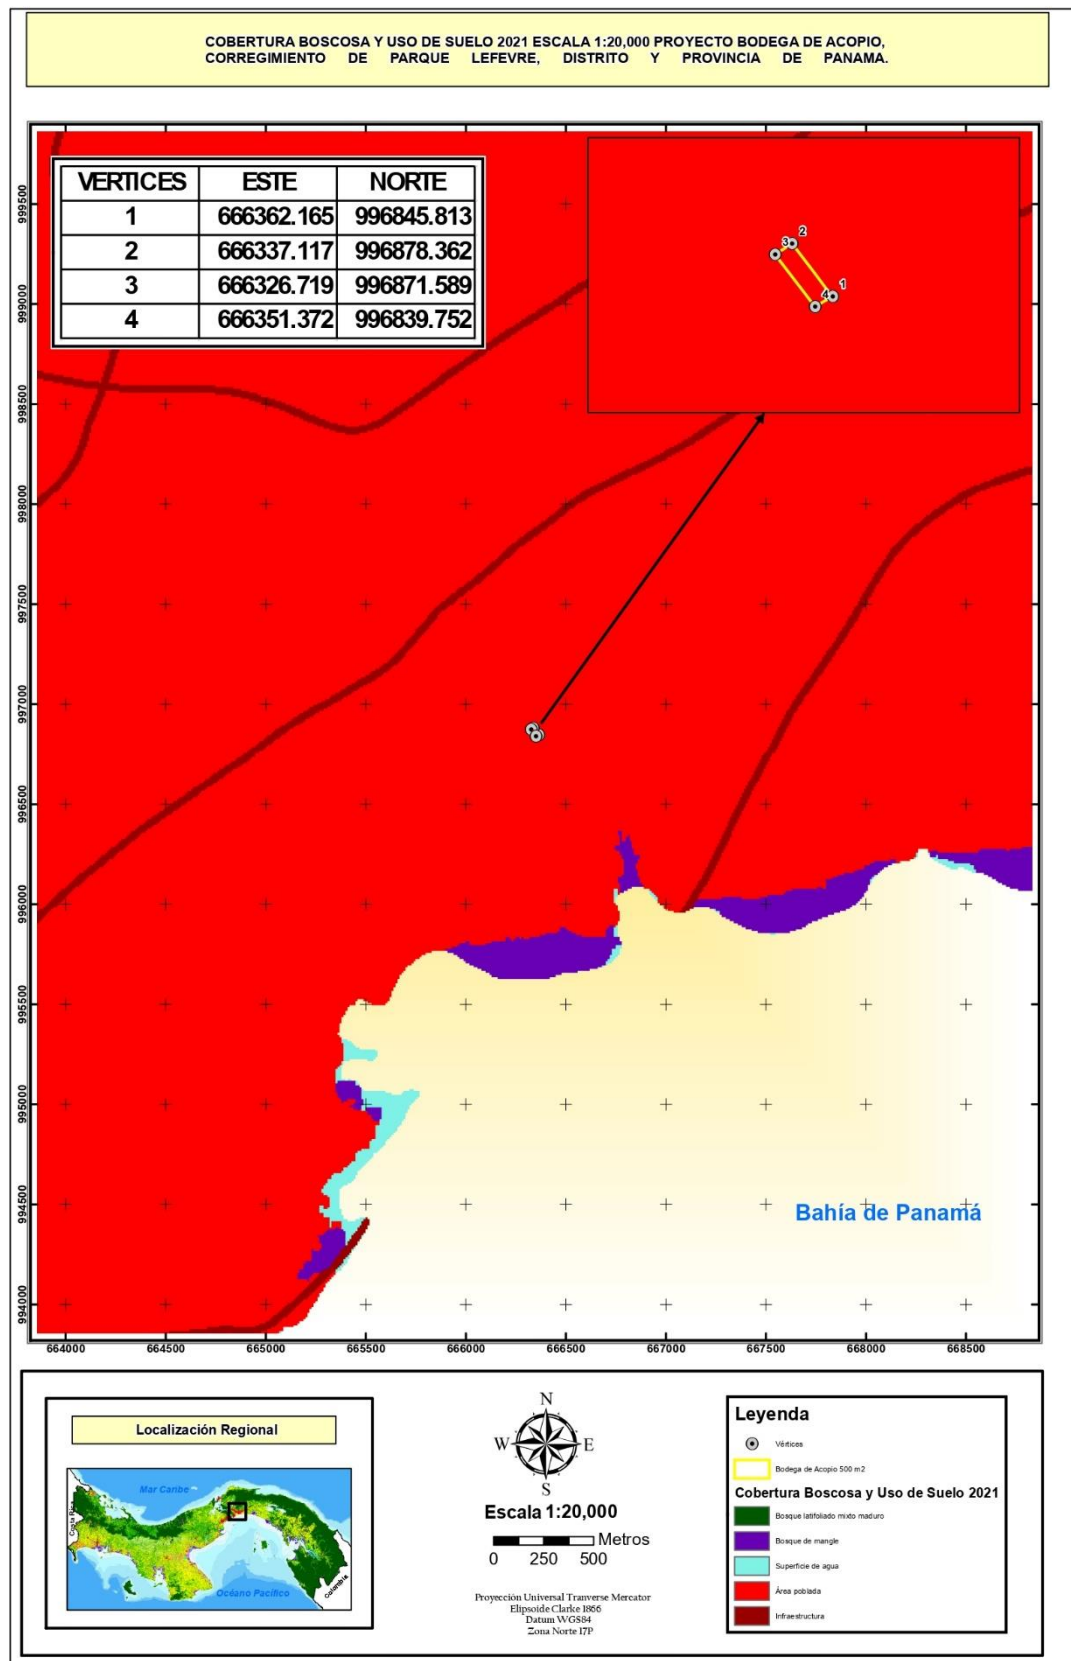 COBERTURA BOSCOSA Y USO DE SUELO 2021 ESCALA 1:20,000 PROYECTO BODEGA DE ACOPIO,
CORREGIMIENTO DE PARQUE LEFEVRE, DISTRITO Y PROVINCIA DE PANAMA.
VERTICES ESTE NORTE
1 666362.165 996845.813
2 666337.117 996878.362
3 666326.719 996871.589
4 666351.372 996839.752
2
3
1
4
999500
999000
998500
998000
997500
997000
996500
996000
995500
995000
994500
994000
Bahía de Panamá
664000 664500 665000 665500 666000 666500 667000 667500 668000 668500
Localización Regional
Mar Caribe
Costa Rica
Océano Pacífico
Colombia
N
W E
S
Escala 1:20,000
Metros
0 250 500
Proyección Universal Tranverse Mercator
Elipsoide Clarke 1866
Datum WGS84
Zona Norte 17P
Leyenda
Vértices
Bodega de Acopio 500 m2
Cobertura Boscosa y Uso de Suelo 2021
Bosque latifoliado mixto maduro
Bosque de mangle
Superficie de agua
Área poblada
Infraestructura